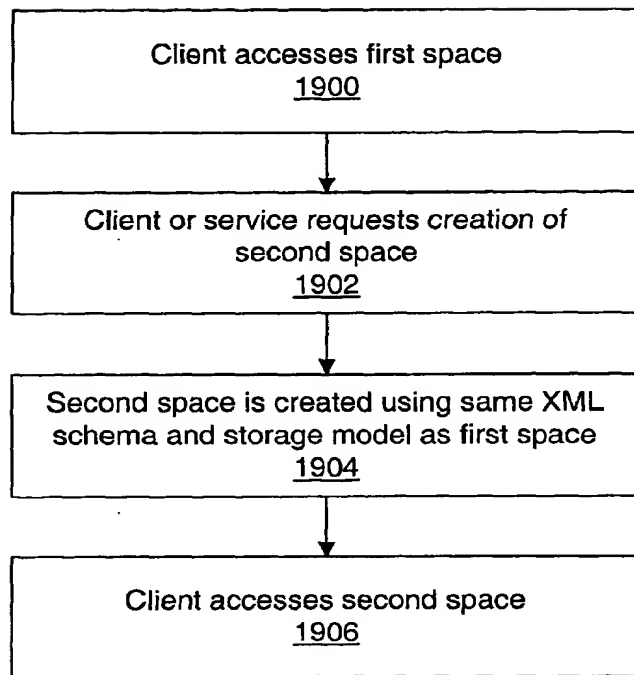 Client accesses first space
1900
Client or service requests creation of
second space
1902
Second space is created using same XML
schema and storage model as first space
1904
Client accesses second space
1906